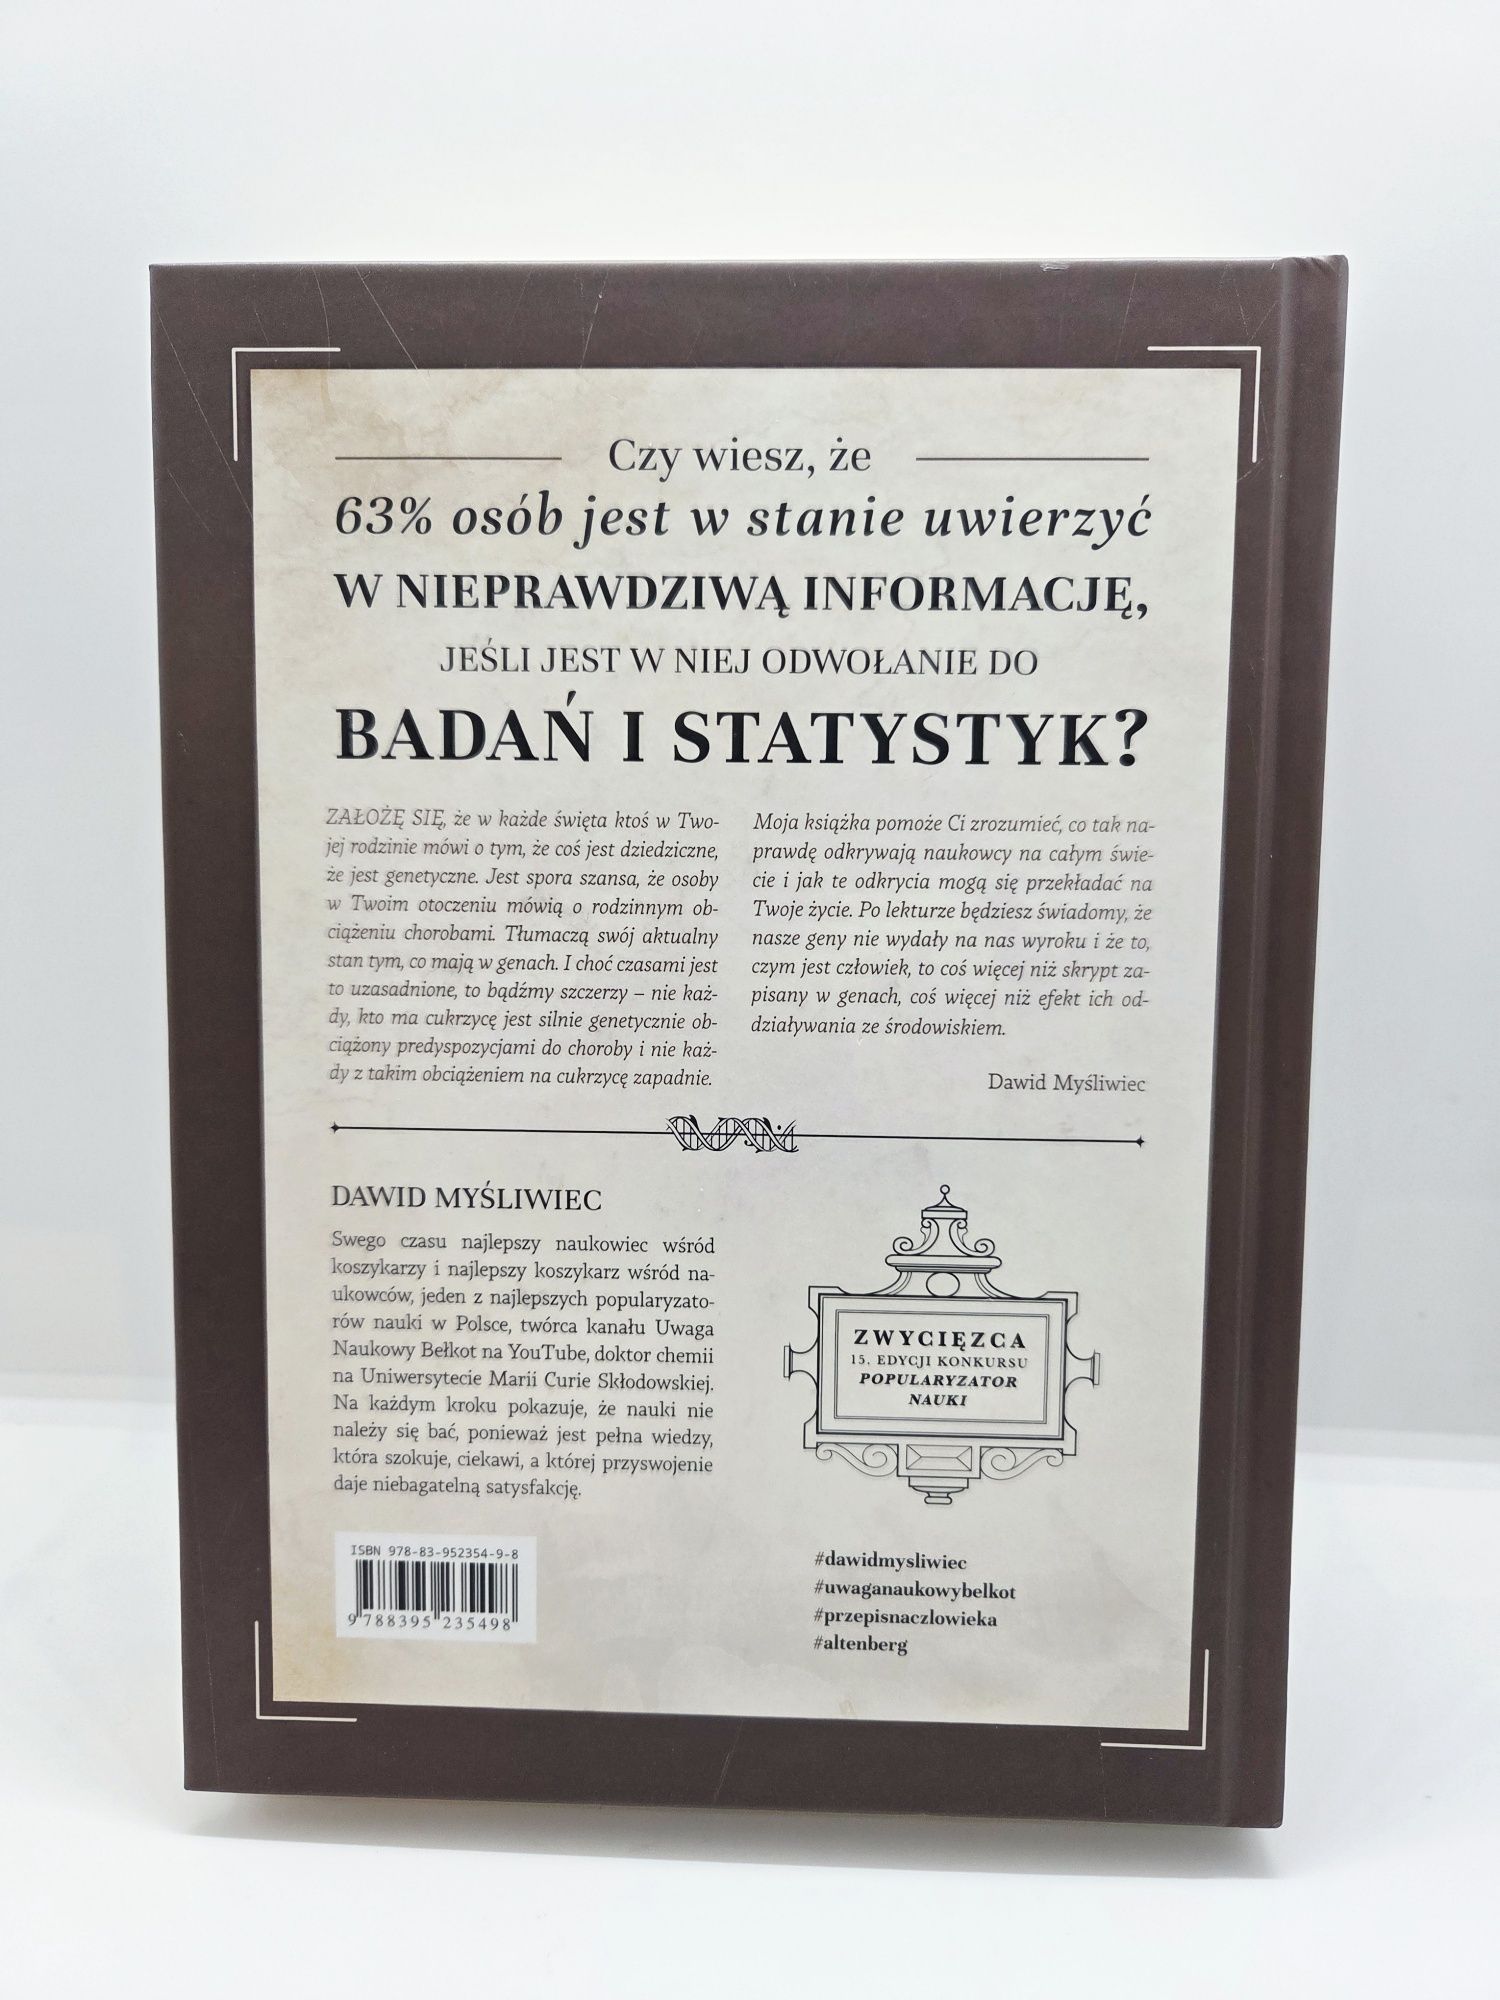 Czy wiesz, że
63% osób jest w stanie uwierzyć
W NIEPRAWDZIWĄ INFORMACJĘ,
JEŚLI JEST W NIEJ ODWOŁANIE DO
BADAŃ I STATYSTYK?
ZAŁOŻĘ SIĘ, że w każde święta ktoś w Two-
jej rodzinie mówi o tym, że coś jest dziedziczne,
że jest genetyczne. Jest spora szansa, że osoby
w Twoim otoczeniu mówią o rodzinnym ob-
ciążeniu chorobami. Tłumaczą swój aktualny
stan tym, co mają w genach. I choć czasami jest
to uzasadnione, to bądźmy szczerzy – nie każ-
dy, kto ma cukrzycę jest silnie genetycznie ob-
ciążony predyspozycjami do choroby i nie każ-
dy z takim obciążeniem na cukrzycę zapadnie.
Moja książka pomoże Ci zrozumieć, co tak na-
prawdę odkrywają naukowcy na całym świe-
cie i jak te odkrycia mogą się przekładać na
Twoje życie. Po lekturze będziesz świadomy, że
nasze geny nie wydały na nas wyroku i że to,
czym jest człowiek, to coś więcej niż skrypt za-
pisany w genach, coś więcej niż efekt ich od-
działywania ze środowiskiem.
Dawid Myśliwiec
DAWID MYŚLIWIEC
Swego czasu najlepszy naukowiec wśród
koszykarzy i najlepszy koszykarz wśród na-
ukowców, jeden z najlepszych popularyzato-
rów nauki w Polsce, twórca kanału Uwaga
Naukowy Bełkot na YouTube, doktor chemii
na Uniwersytecie Marii Curie Skłodowskiej.
Na każdym kroku pokazuje, że nauki nie
należy się bać, ponieważ jest pełna wiedzy,
która szokuje, ciekawi, a której przyswojenie
daje niebagatelną satysfakcję.
ZWYCIĘZCA
15. EDYCJI KONKURSU
POPULARYZATOR
NAUKI
ISBN 978-83-952354-9-8
9 788395 235498
#dawidmysliwiec
#uwaganaukowybelkot
#przepisnaczlowieka
#altenberg